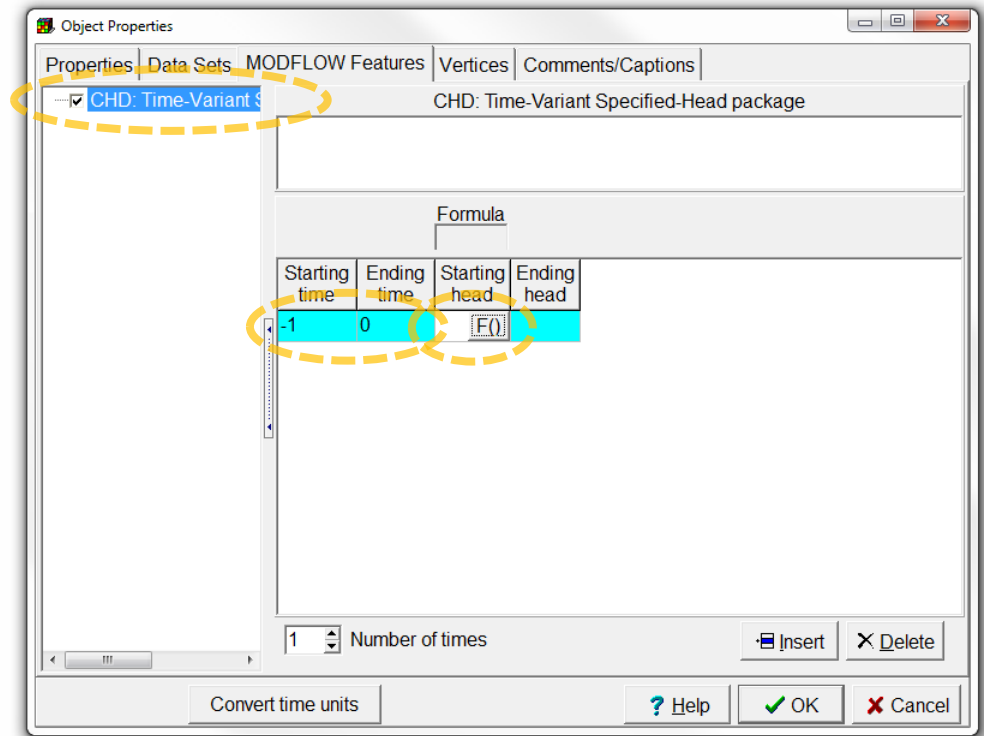 Object Properties
Properties Data Sets MODFLOW Features Vertices Comments/Captions
CHD: Time-Variant S
CHD: Time-Variant Specified-Head package
Formula
Starting time Ending time Starting head Ending head
-1 0 F()
1 Number of times Insert Delete
Convert time units ? Help OK Cancel